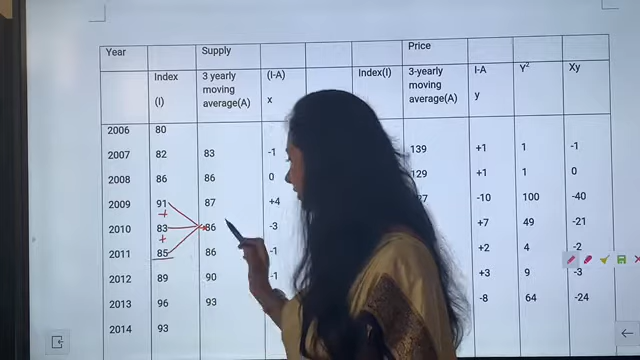 Year Supply Price
Index (I) 3 yearly moving average(A) (I-A) x Index(I) 3-yearly moving average(A) I-A y Y² Xy
2006 80
2007 82 83 -1 139 +1 1 -1
2008 86 86 0 129 +1 1 0
2009 91 87 +4 -10 100 -40
+
2010 83 86 -3 +7 49 -21
+
2011 85 86 -1 +2 4 -2
2012 89 90 -1 +3 9 -3
2013 96 93 -8 64 -24
2014 93